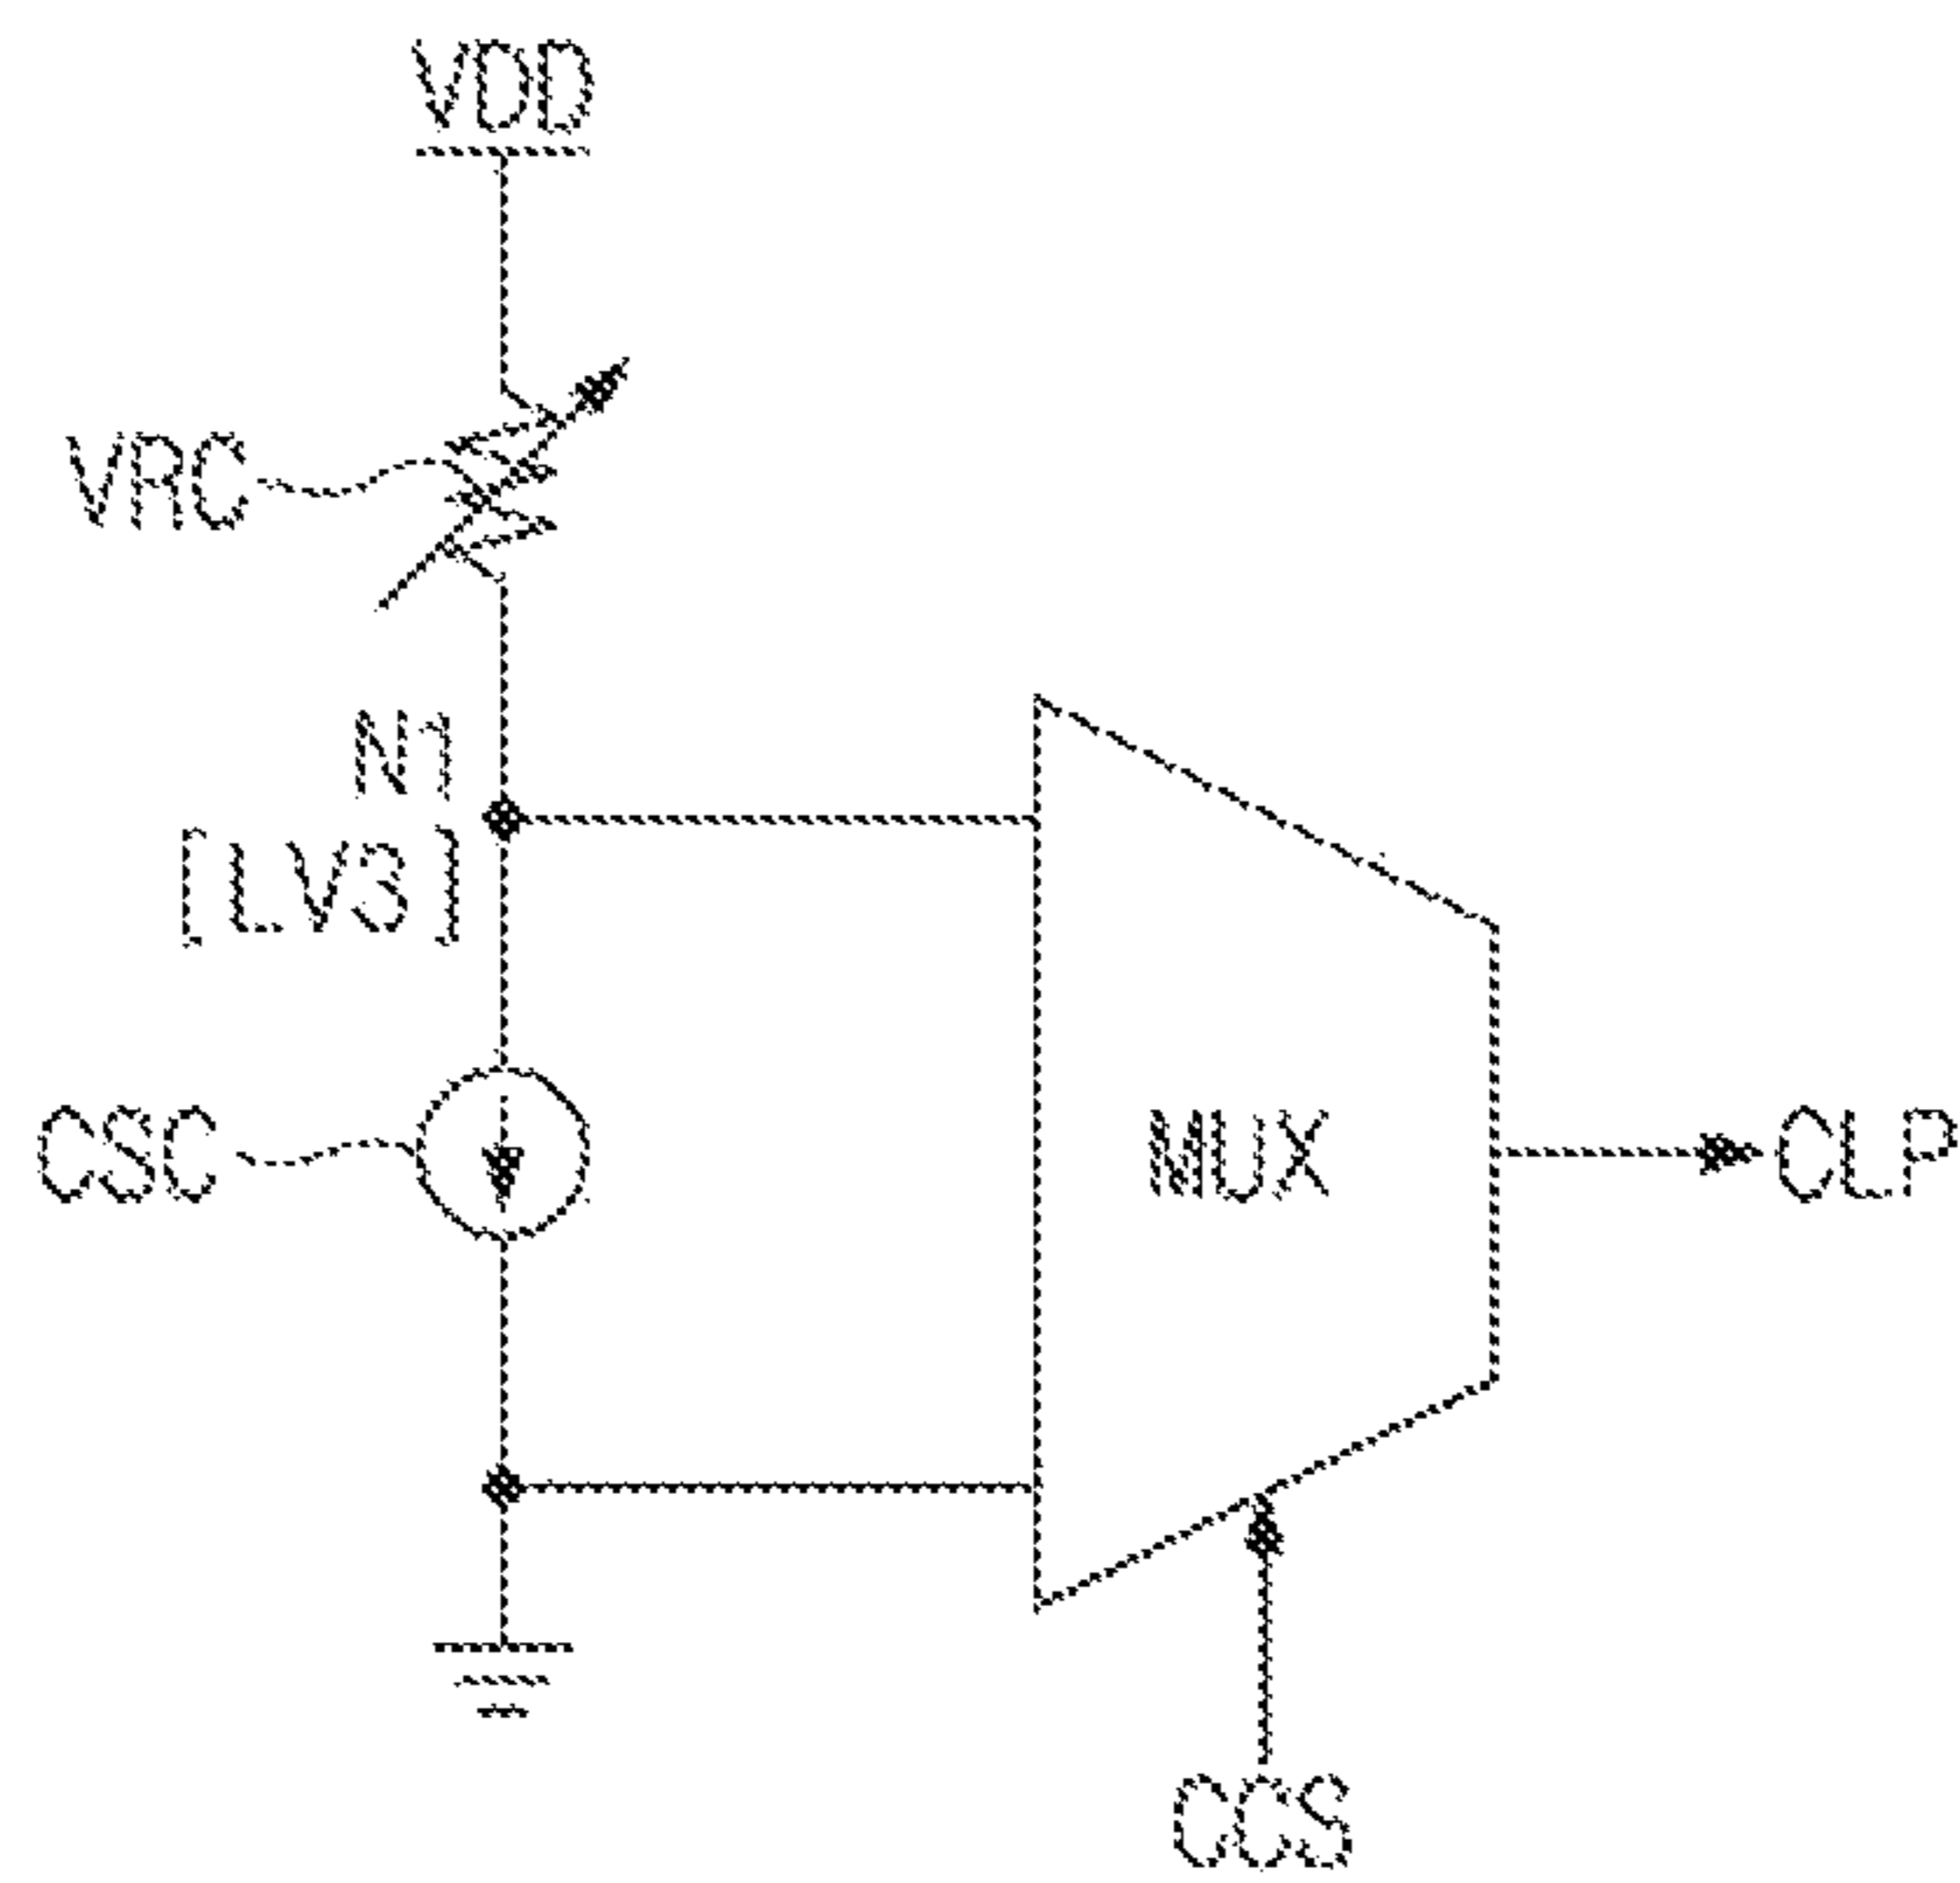 VDD
VRC
N1
[LV3]
CSC
MUX
CLP
CCS